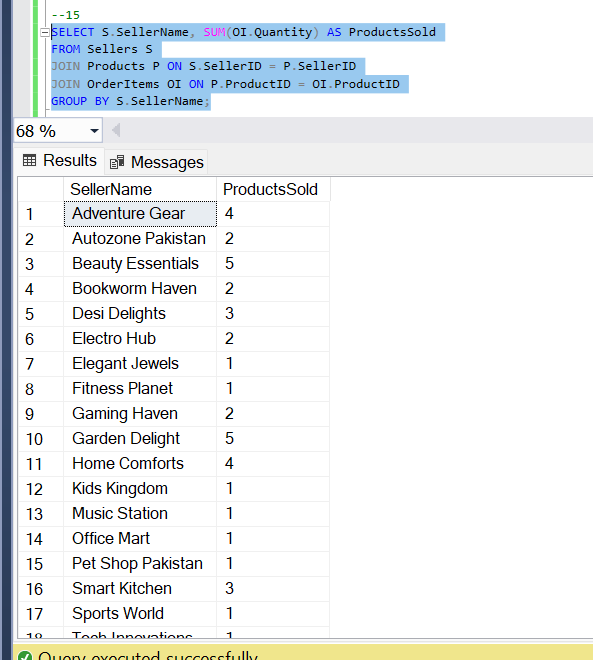 --15
SELECT S.SellerName, SUM(OI.Quantity) AS ProductsSold
FROM Sellers S
JOIN Products P ON S.SellerID = P.SellerID
JOIN OrderItems OI ON P.ProductID = OI.ProductID
GROUP BY S.SellerName;
68 %
Results Messages
SellerName ProductsSold
1 Adventure Gear 4
2 Autozone Pakistan 2
3 Beauty Essentials 5
4 Bookworm Haven 2
5 Desi Delights 3
6 Electro Hub 2
7 Elegant Jewels 1
8 Fitness Planet 1
9 Gaming Haven 2
10 Garden Delight 5
11 Home Comforts 4
12 Kids Kingdom 1
13 Music Station 1
14 Office Mart 1
15 Pet Shop Pakistan 1
16 Smart Kitchen 3
17 Sports World 1
18 Tech Innovations 1
Query executed successfully